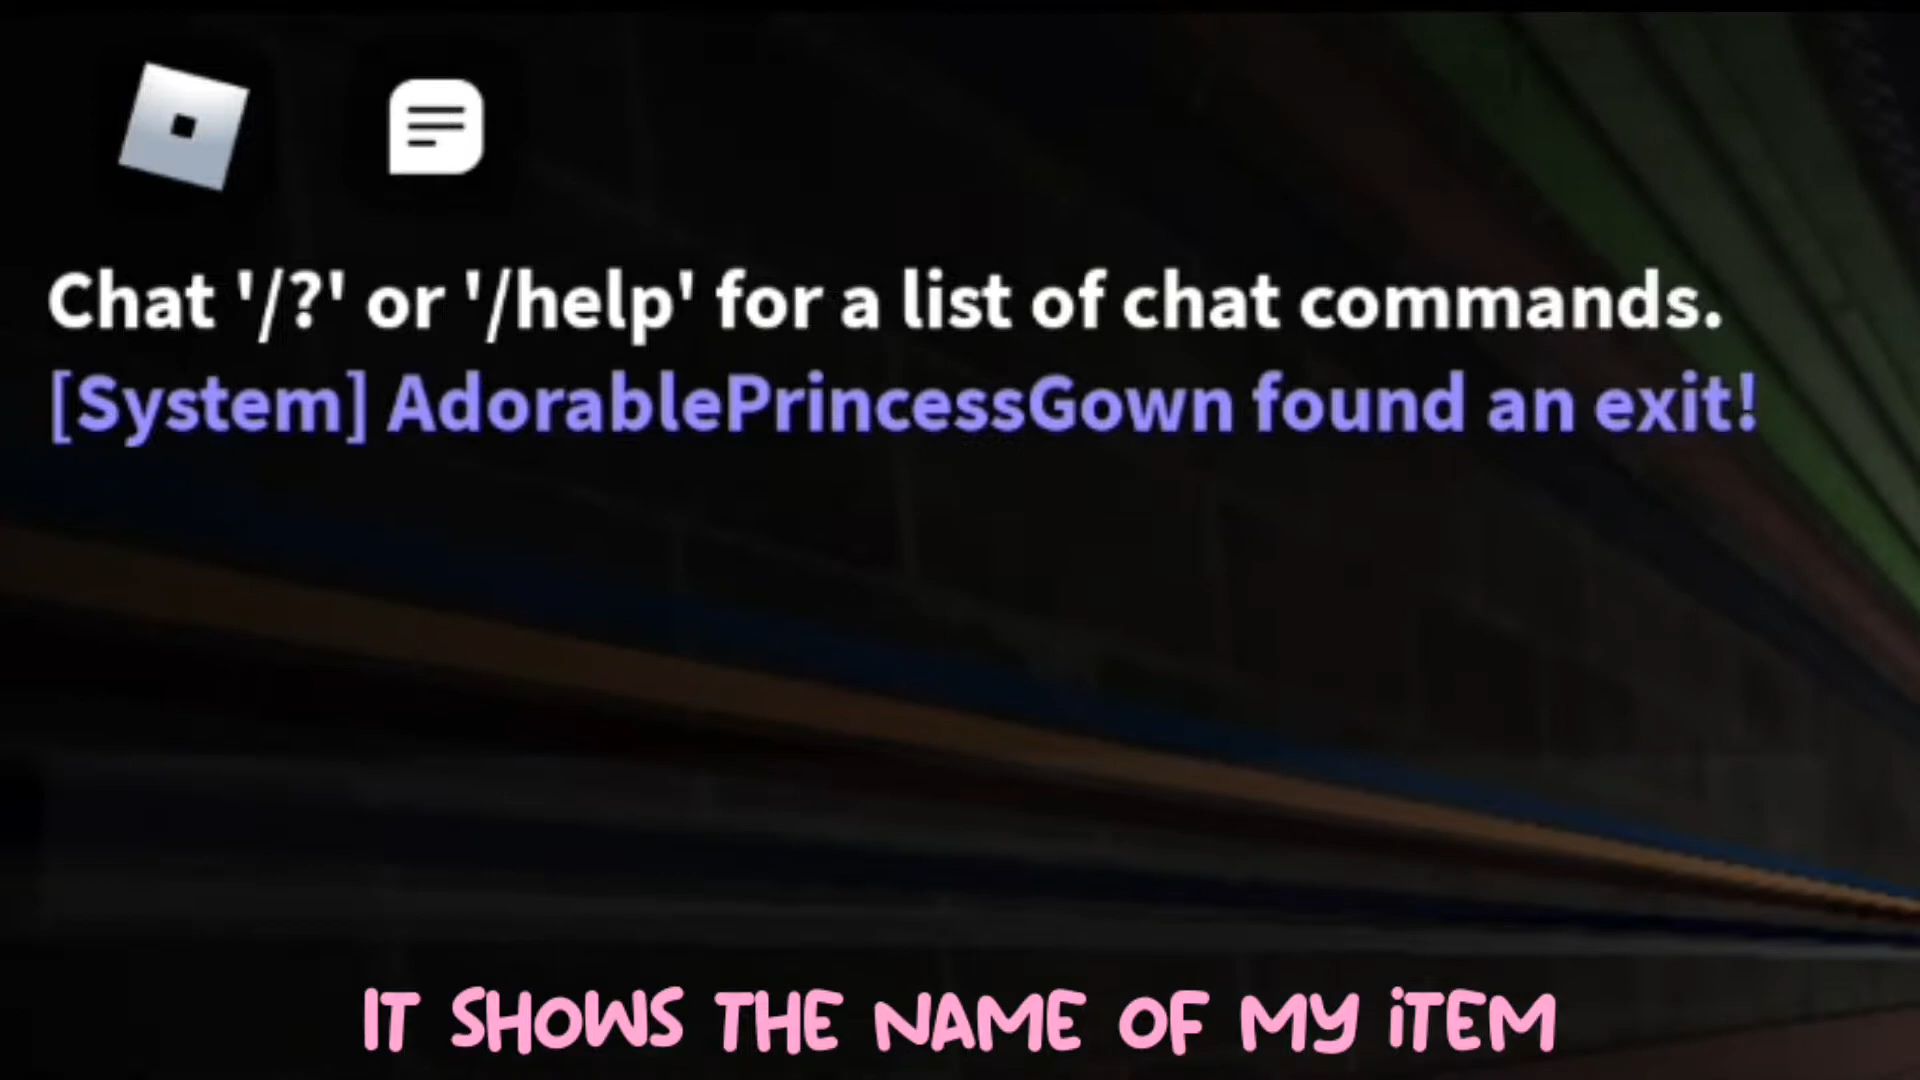 Chat '/?' or '/help' for a list of chat commands.
[System] AdorablePrincessGown found an exit!
IT SHOWS THE NAME OF MY iTEM